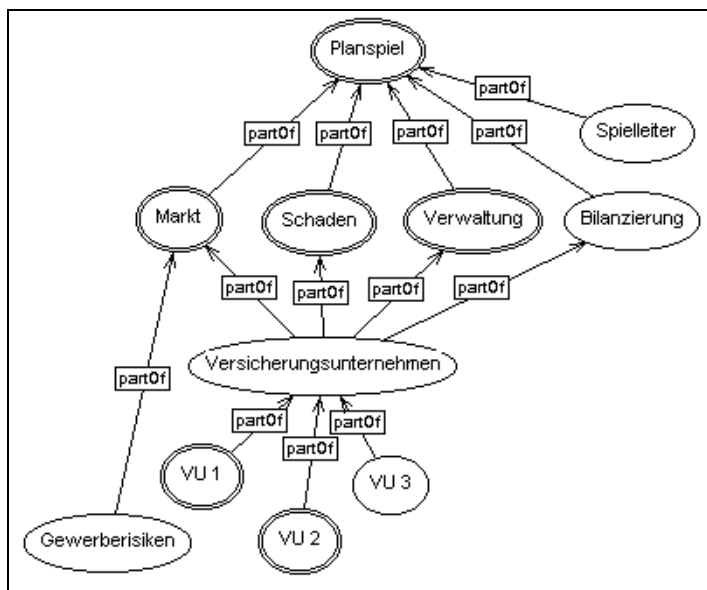 Planspiel
partOf
Spielleiter
partOf
partOf
partOf
partOf
Markt
Schaden
Verwaltung
Bilanzierung
partOf
partOf
partOf
partOf
Versicherungsunternehmen
partOf
partOf
partOf
partOf
VU 1
VU 3
Gewerberisiken
VU 2